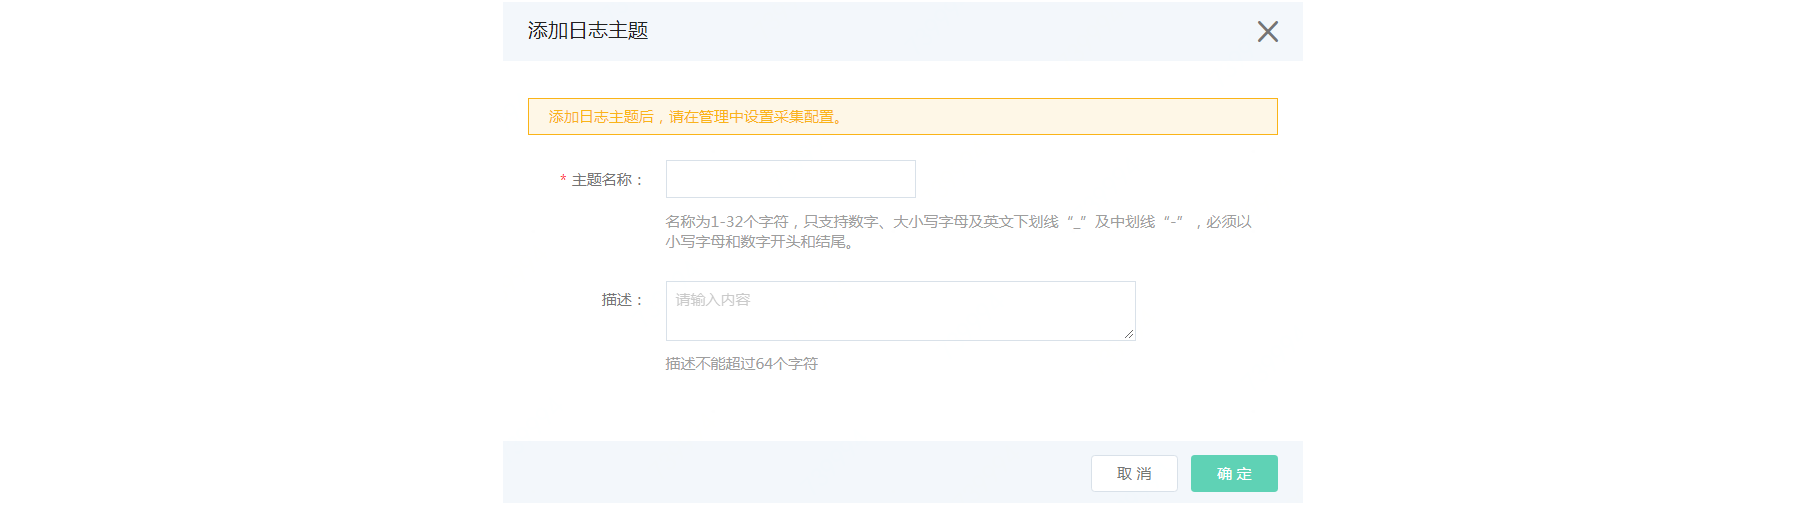 添加日志主题
添加日志主题后，请在管理中设置采集配置。
* 主题名称：
名称为1-32个字符，只支持数字、大小写字母及英文下划线“_”及中划线“-”，必须以
小写字母和数字开头和结尾。
描述：
请输入内容
描述不能超过64个字符
取 消
确 定